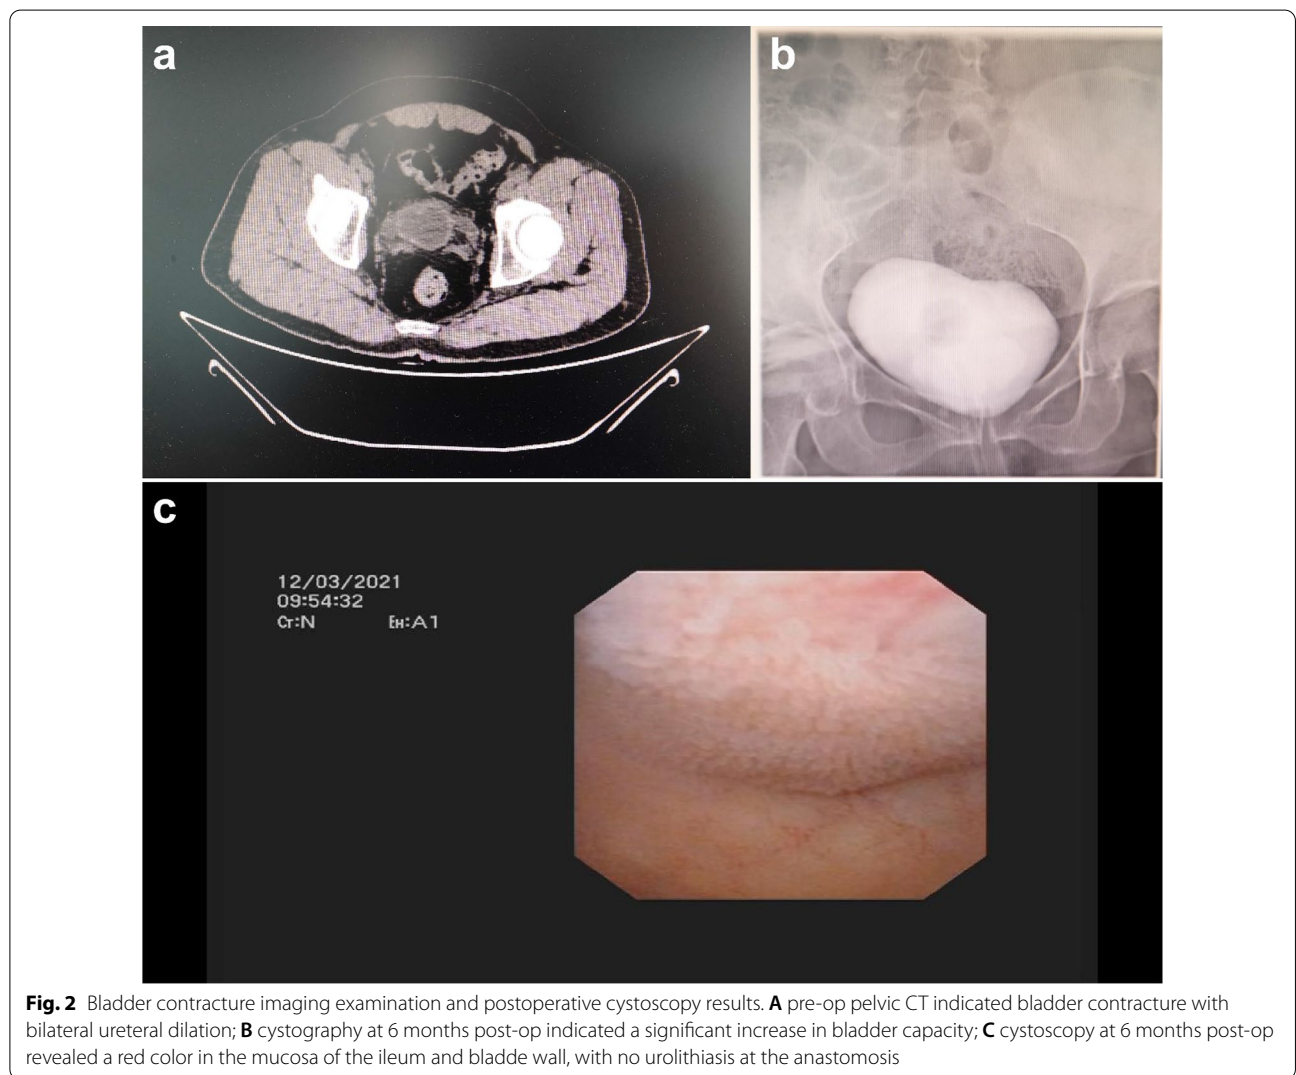 a
b
c
12/03/2021
09:54:32
Cr:N EH:A1
Fig. 2 Bladder contracture imaging examination and postoperative cystoscopy results. A pre-op pelvic CT indicated bladder contracture with
bilateral ureteral dilation; B cystography at 6 months post-op indicated a significant increase in bladder capacity; C cystoscopy at 6 months post-op
revealed a red color in the mucosa of the ileum and bladde wall, with no urolithiasis at the anastomosis